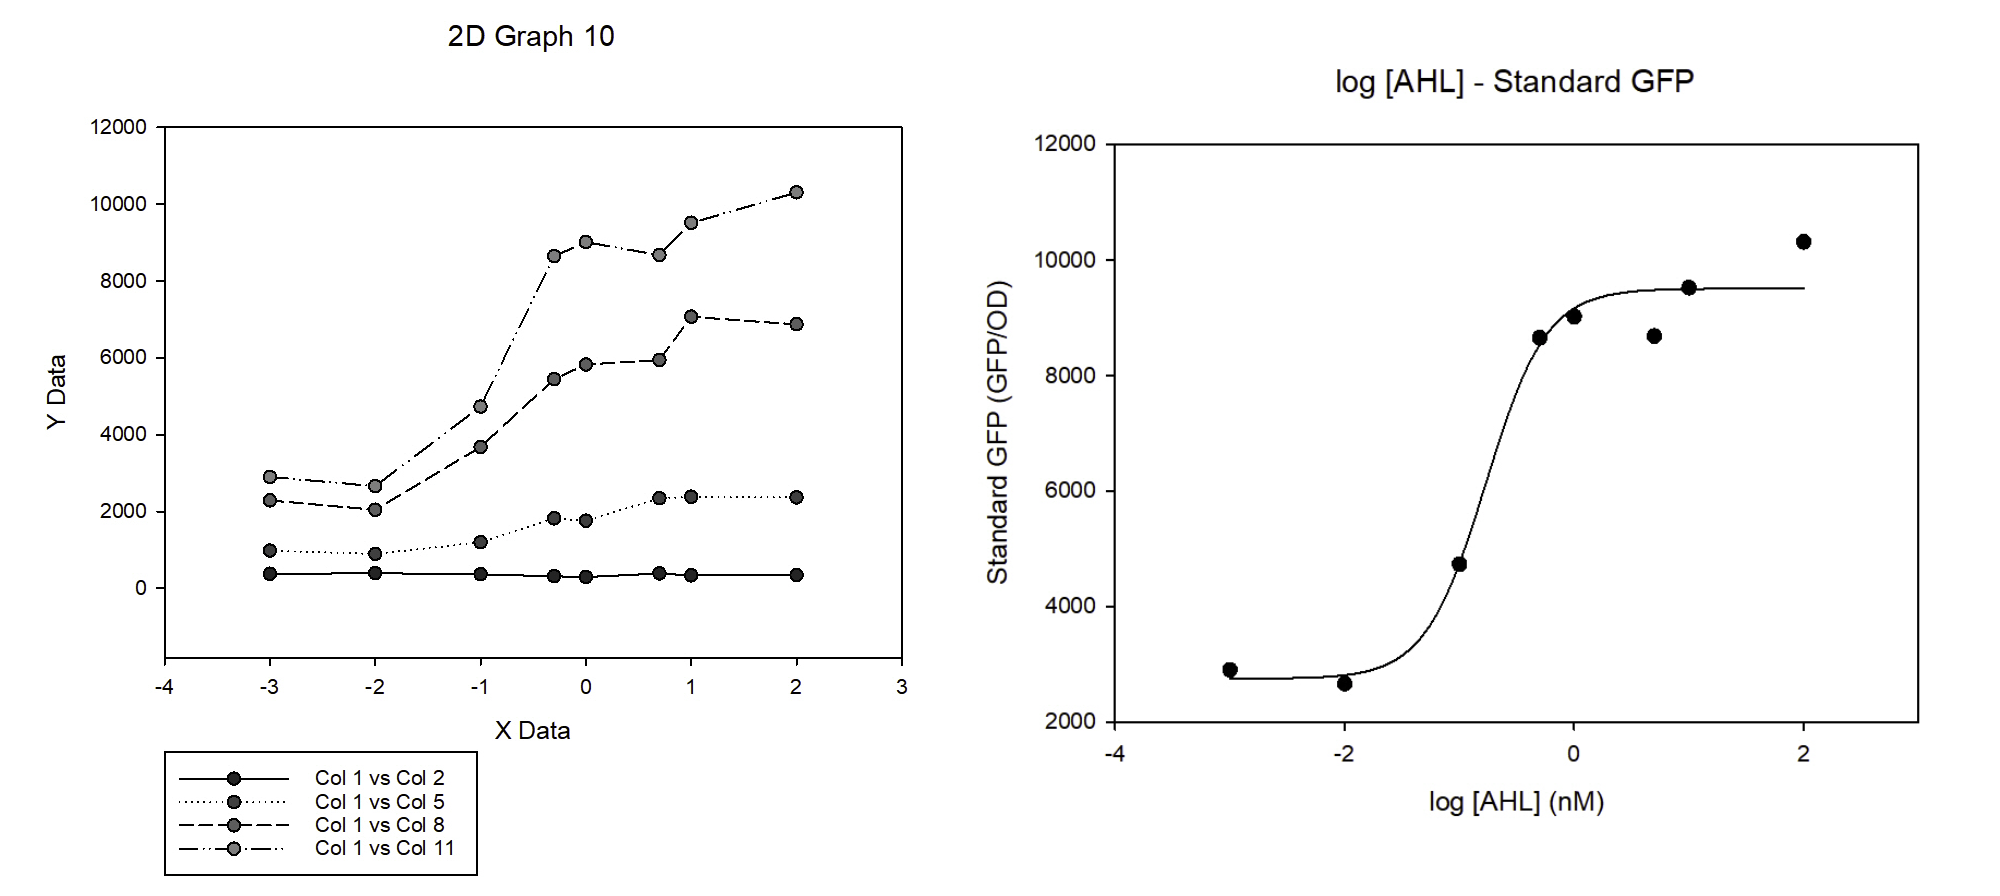 2D Graph 10
12000
10000
8000
6000
4000
2000
0
Y Data
-4 -3 -2 -1 0 1 2 3
X Data
Col 1 vs Col 2
Col 1 vs Col 5
Col 1 vs Col 8
Col 1 vs Col 11
log [AHL] - Standard GFP
12000
10000
8000
6000
4000
2000
Standard GFP (GFP/OD)
-4 -2 0 2
log [AHL] (nM)